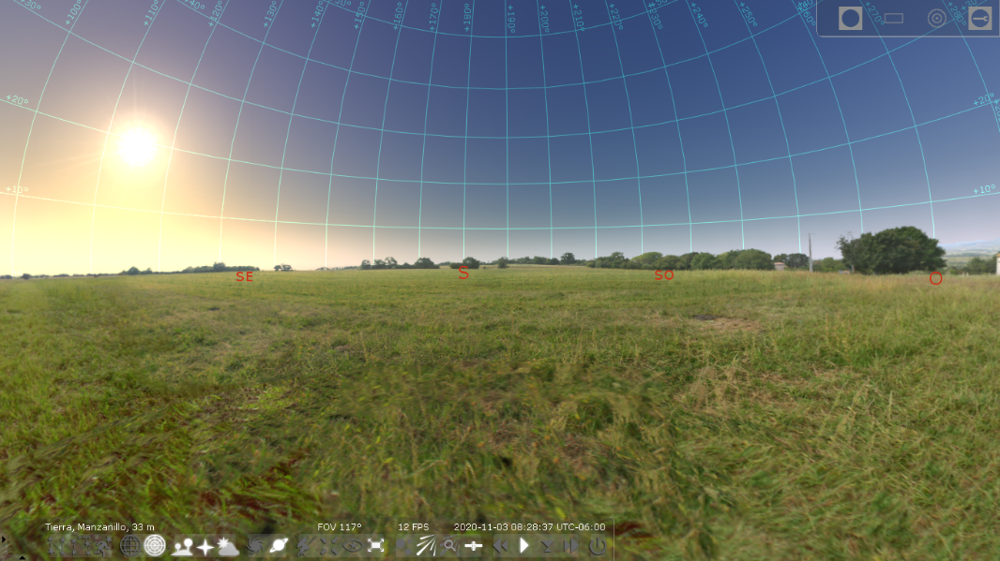 +30° +100° +110° +120° +130° +140° +150° +160° +170° +180° +190° +200° +210° +220° +230° +240° +250° +270° +280°
+20° +20°
+10° +10°
SE S SO O
Tierra, Manzanillo, 33 m FOV 117° 12 FPS 2020-11-03 08:28:37 UTC-06:00